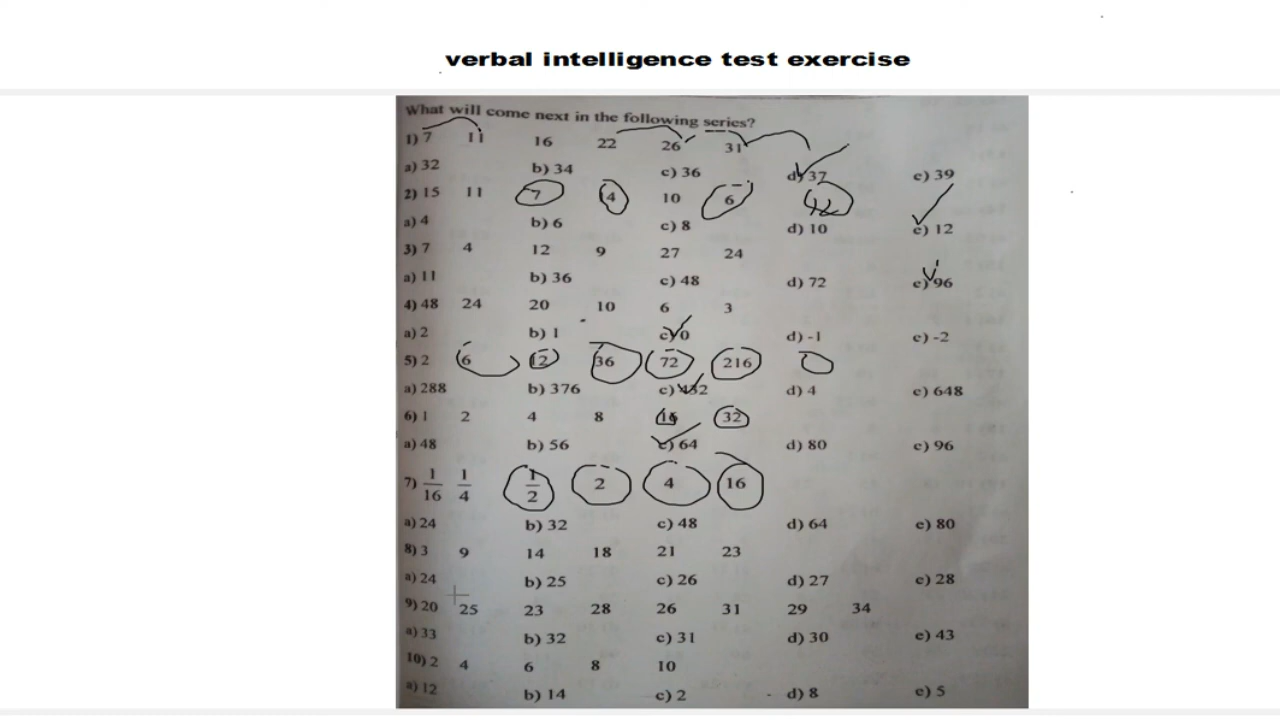 verbal intelligence test exercise
What will come next in the following series?
1) 7 11 16 22 26 31
a) 32 b) 34 c) 36 d) 37 e) 39
2) 15 11 7 4 10 6 12
a) 4 b) 6 c) 8 d) 10 e) 12
3) 7 4 12 9 27 24
a) 11 b) 36 c) 48 d) 72 e) 96
4) 48 24 20 10 6 3
a) 2 b) 1 c) 0 d) -1 e) -2
5) 2 6 12 36 72 216
a) 288 b) 376 c) 432 d) 4 e) 648
6) 1 2 4 8 16 32
a) 48 b) 56 c) 64 d) 80 e) 96
7) 1/16 1/4 1/2 2 4 16
a) 24 b) 32 c) 48 d) 64 e) 80
8) 3 9 14 18 21 23
a) 24 b) 25 c) 26 d) 27 e) 28
9) 20 25 23 28 26 31 29 34
a) 33 b) 32 c) 31 d) 30 e) 43
10) 2 4 6 8 10
a) 12 b) 14 c) 2 d) 8 e) 5